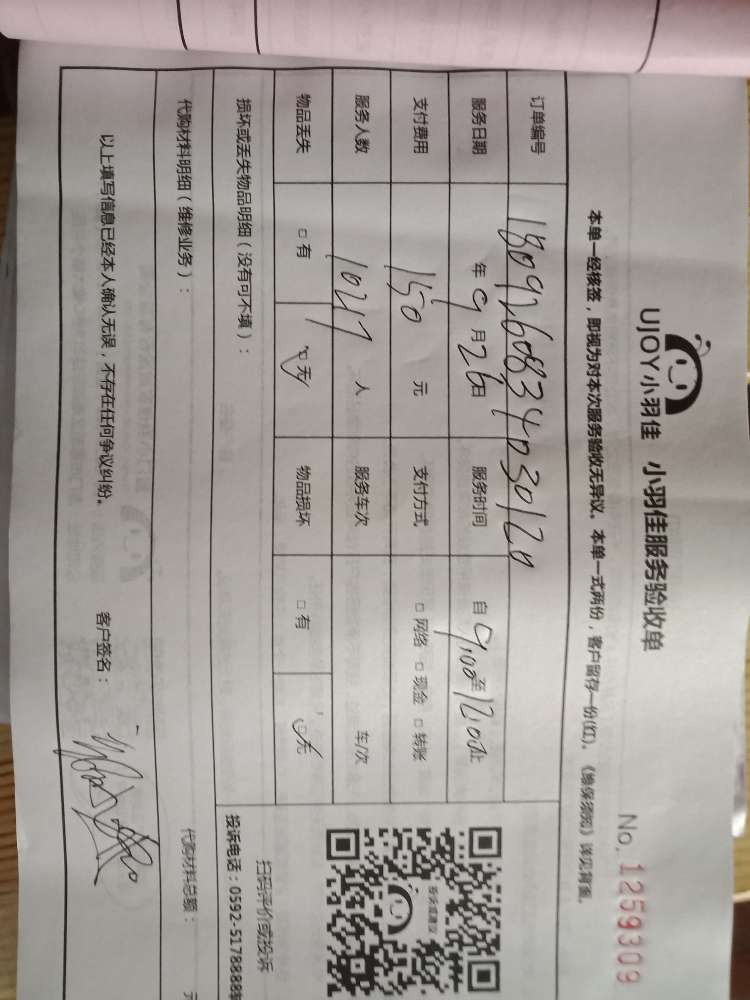 UJOY小羽佳 小羽佳服务验收单
No. 1259309
本单一经核签，即视为对本次服务验收无异议。本单一式两份，客户留存一份(红)。《维保须知》详见背面。
订单编号 180926083403012
服务日期 年 9 月 26 日 服务时间 自 9:00 至 12:00 止
支付费用 150 元 支付方式 □ 网络 □ 现金 □ 转账
服务人数 1027 人 服务车次 车/次
物品丢失 □ 有 □ 无 物品损坏 □ 有 □ 无
扫码评价或投诉
投诉电话：0592-5178888
损坏或丢失物品明细（没有可不填）：
代购材料明细（维修业务）： 代购材料总额： 元
以上填写信息已经本人确认无误，不存在任何争议纠纷。 客户签名：